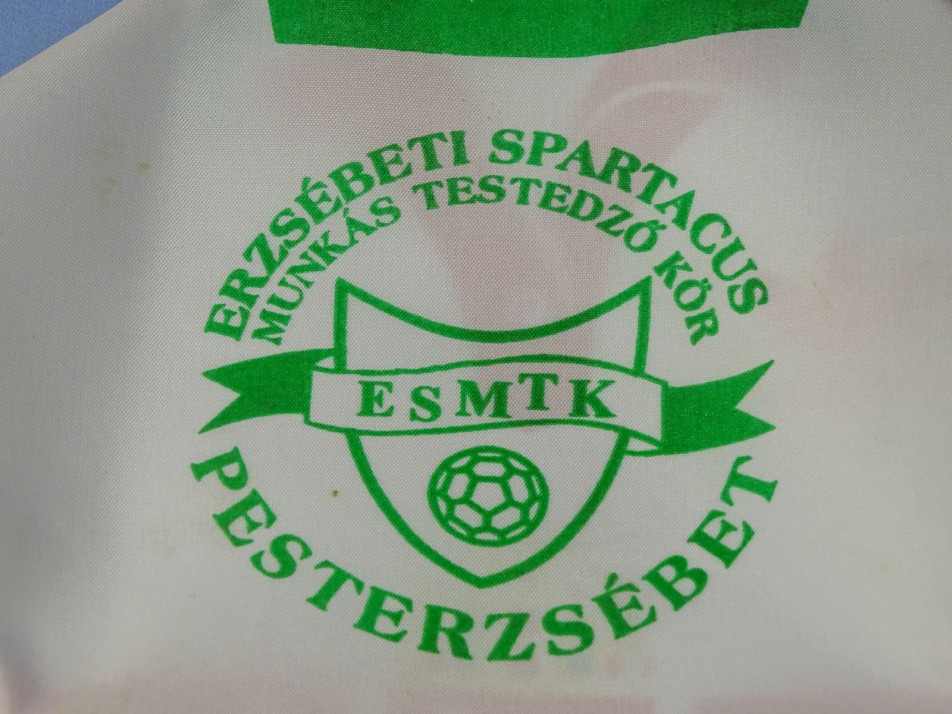 ERZSÉBETI SPARTACUS
MUNKÁS TESTEDZŐ KÖR
ESMTK
PESTERZSÉBET